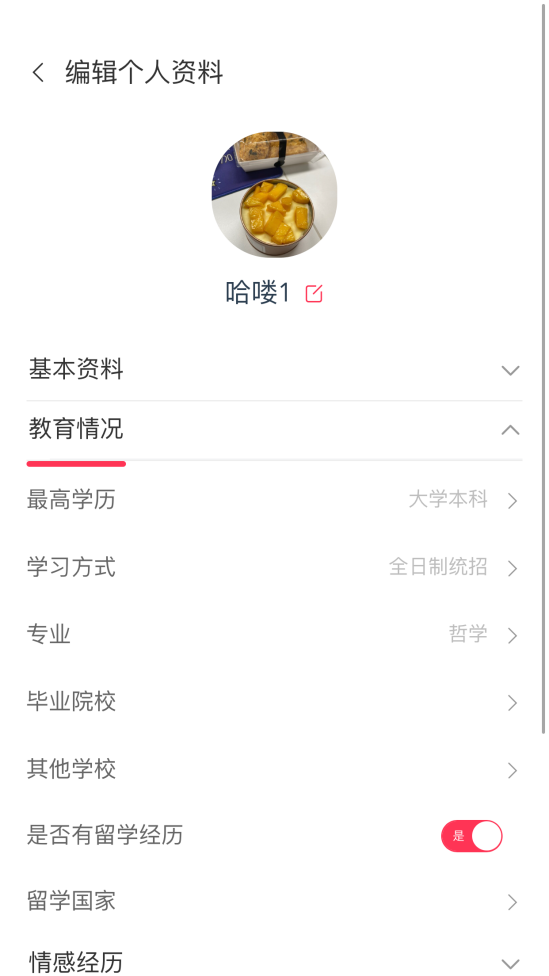 编辑个人资料
哈喽1
基本资料
教育情况
最高学历 大学本科
学习方式 全日制统招
专业 哲学
毕业院校
其他学校
是否有留学经历 是
留学国家
情感经历